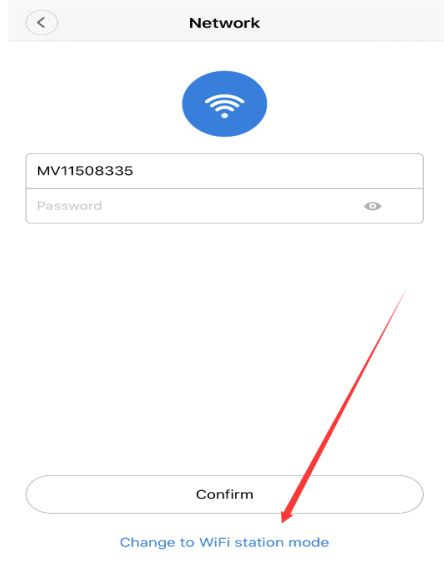 Network
MV11508335
Password
Confirm
Change to WiFi station mode